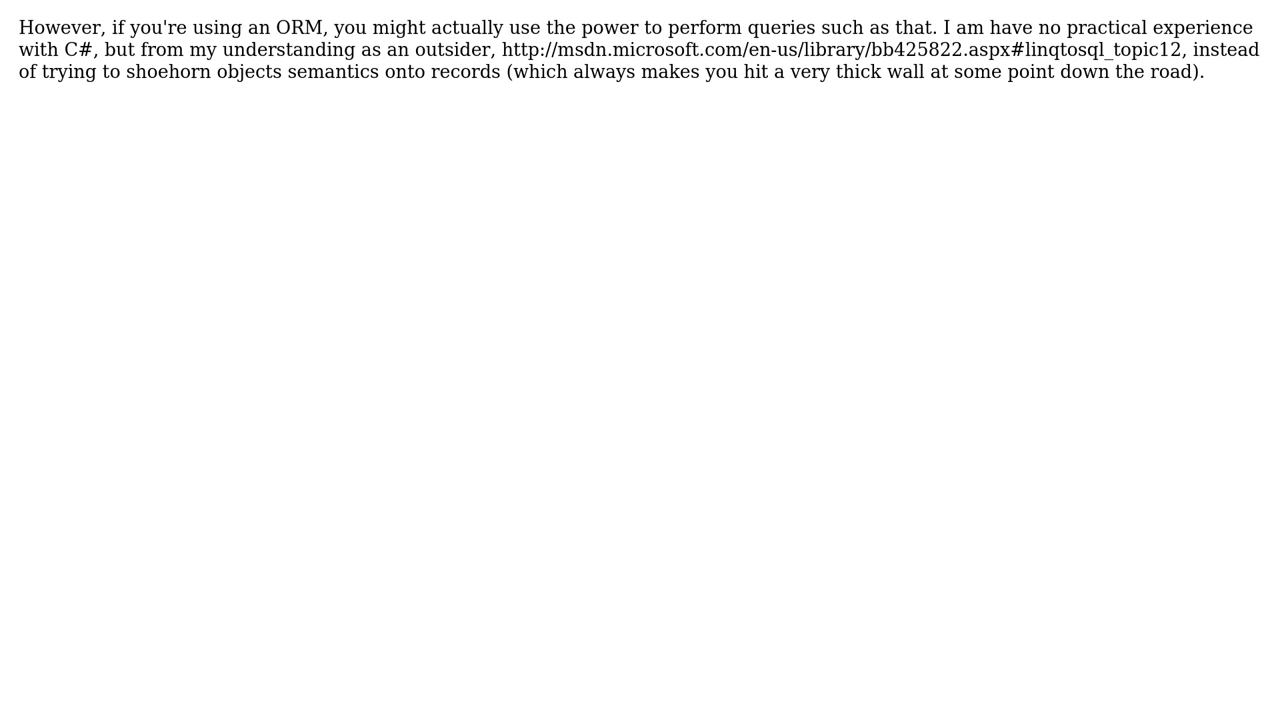 However, if you're using an ORM, you might actually use the power to perform queries such as that. I am have no practical experience
with C#, but from my understanding as an outsider, http://msdn.microsoft.com/en-us/library/bb425822.aspx#linqtosql_topic12, instead
of trying to shoehorn objects semantics onto records (which always makes you hit a very thick wall at some point down the road).